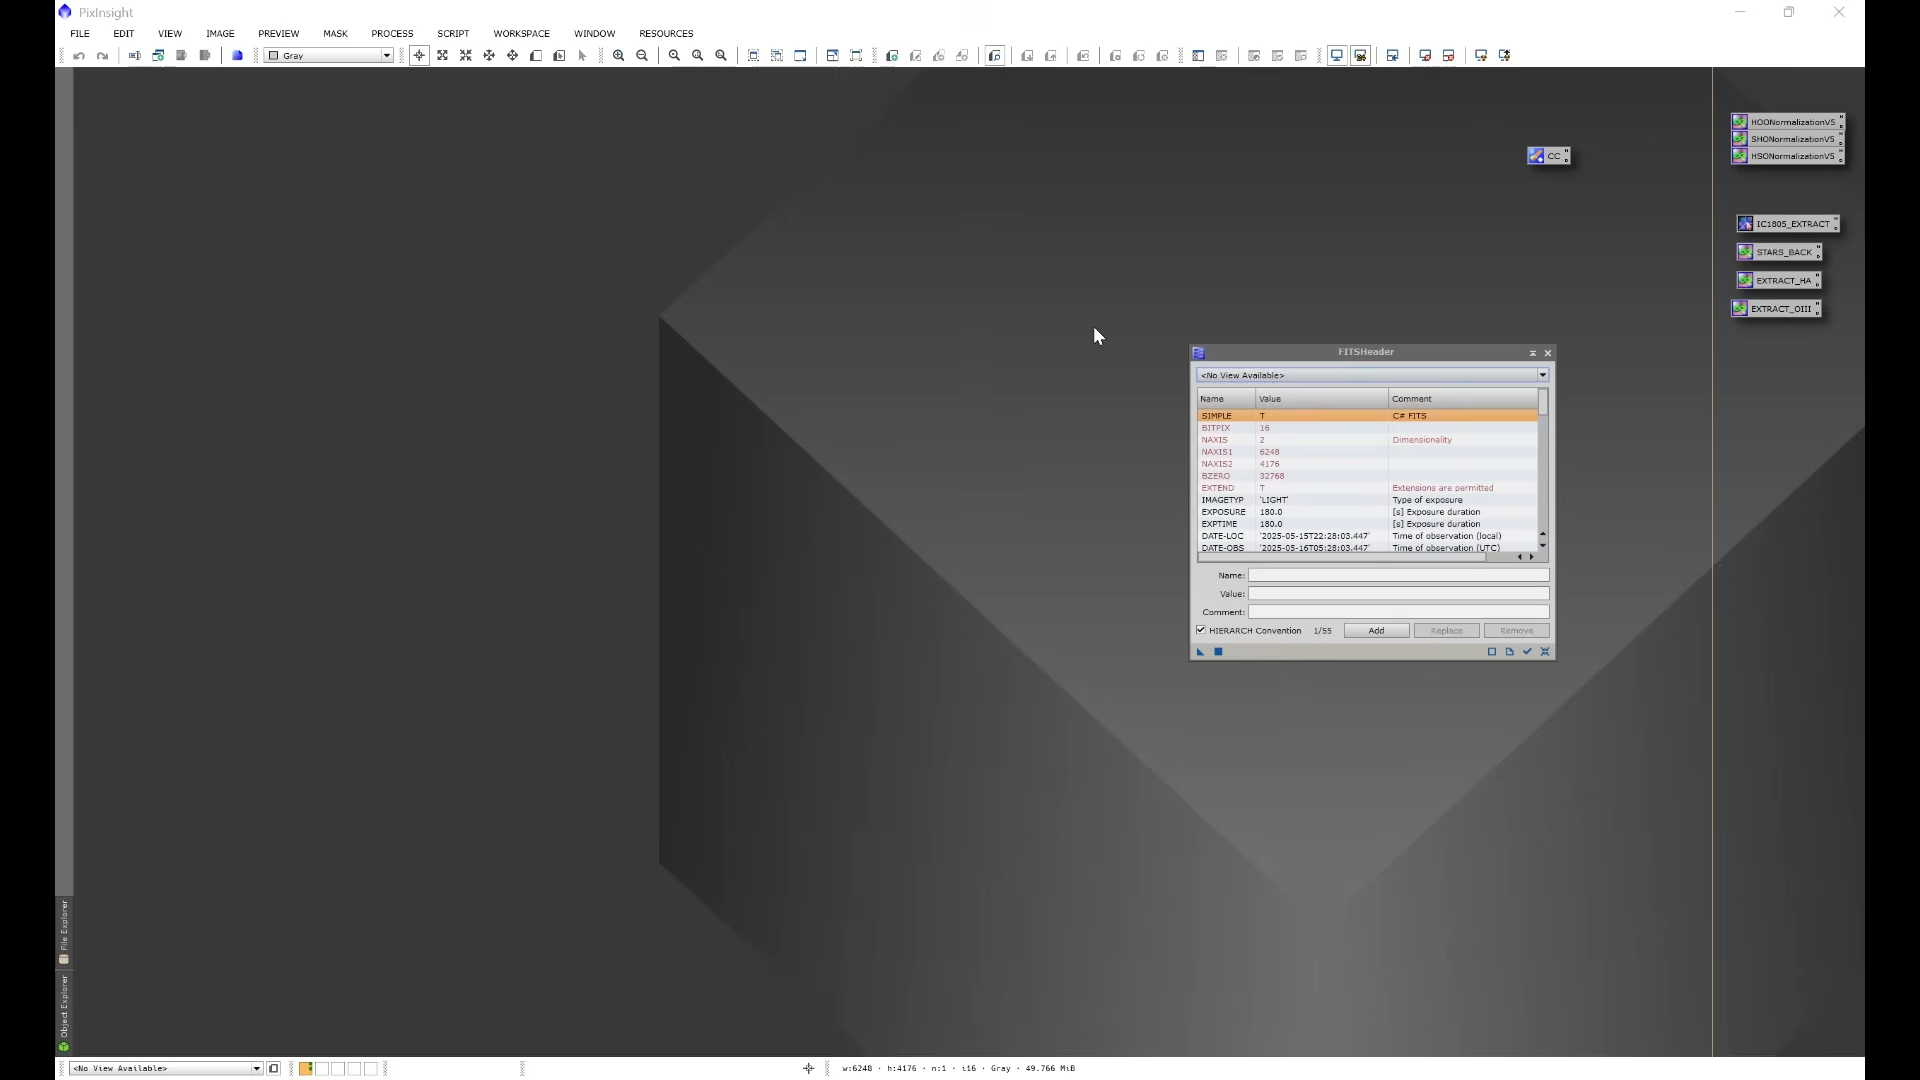 PixInsight
FILE EDIT VIEW IMAGE PREVIEW MASK PROCESS SCRIPT WORKSPACE WINDOW RESOURCES
Gray
HOONormalizationV5
SHONormalizationV5
HSONormalizationV5
CC
IC1805_EXTRACT
STARS_BACK
EXTRACT_HA
EXTRACT_OIII
FITSHeader
<No View Available>
Name Value Comment
SIMPLE T C# FITS
BITPIX 16
NAXIS 2 Dimensionality
NAXIS1 6248
NAXIS2 4176
BZERO 32768
EXTEND T Extensions are permitted
IMAGETYP 'LIGHT' Type of exposure
EXPOSURE 180.0 [s] Exposure duration
EXPTIME 180.0 [s] Exposure duration
DATE-LOC '2025-05-15T22:28:03.447' Time of observation (local)
DATE-OBS '2025-05-16T05:28:03.447' Time of observation (UTC)
Name:
Value:
Comment:
HIERARCH Convention 1/55 Add Replace Remove
File Explorer
Object Explorer
<No View Available>
w:6248 · h:4176 · n:1 · i16 · Gray · 49.766 MiB